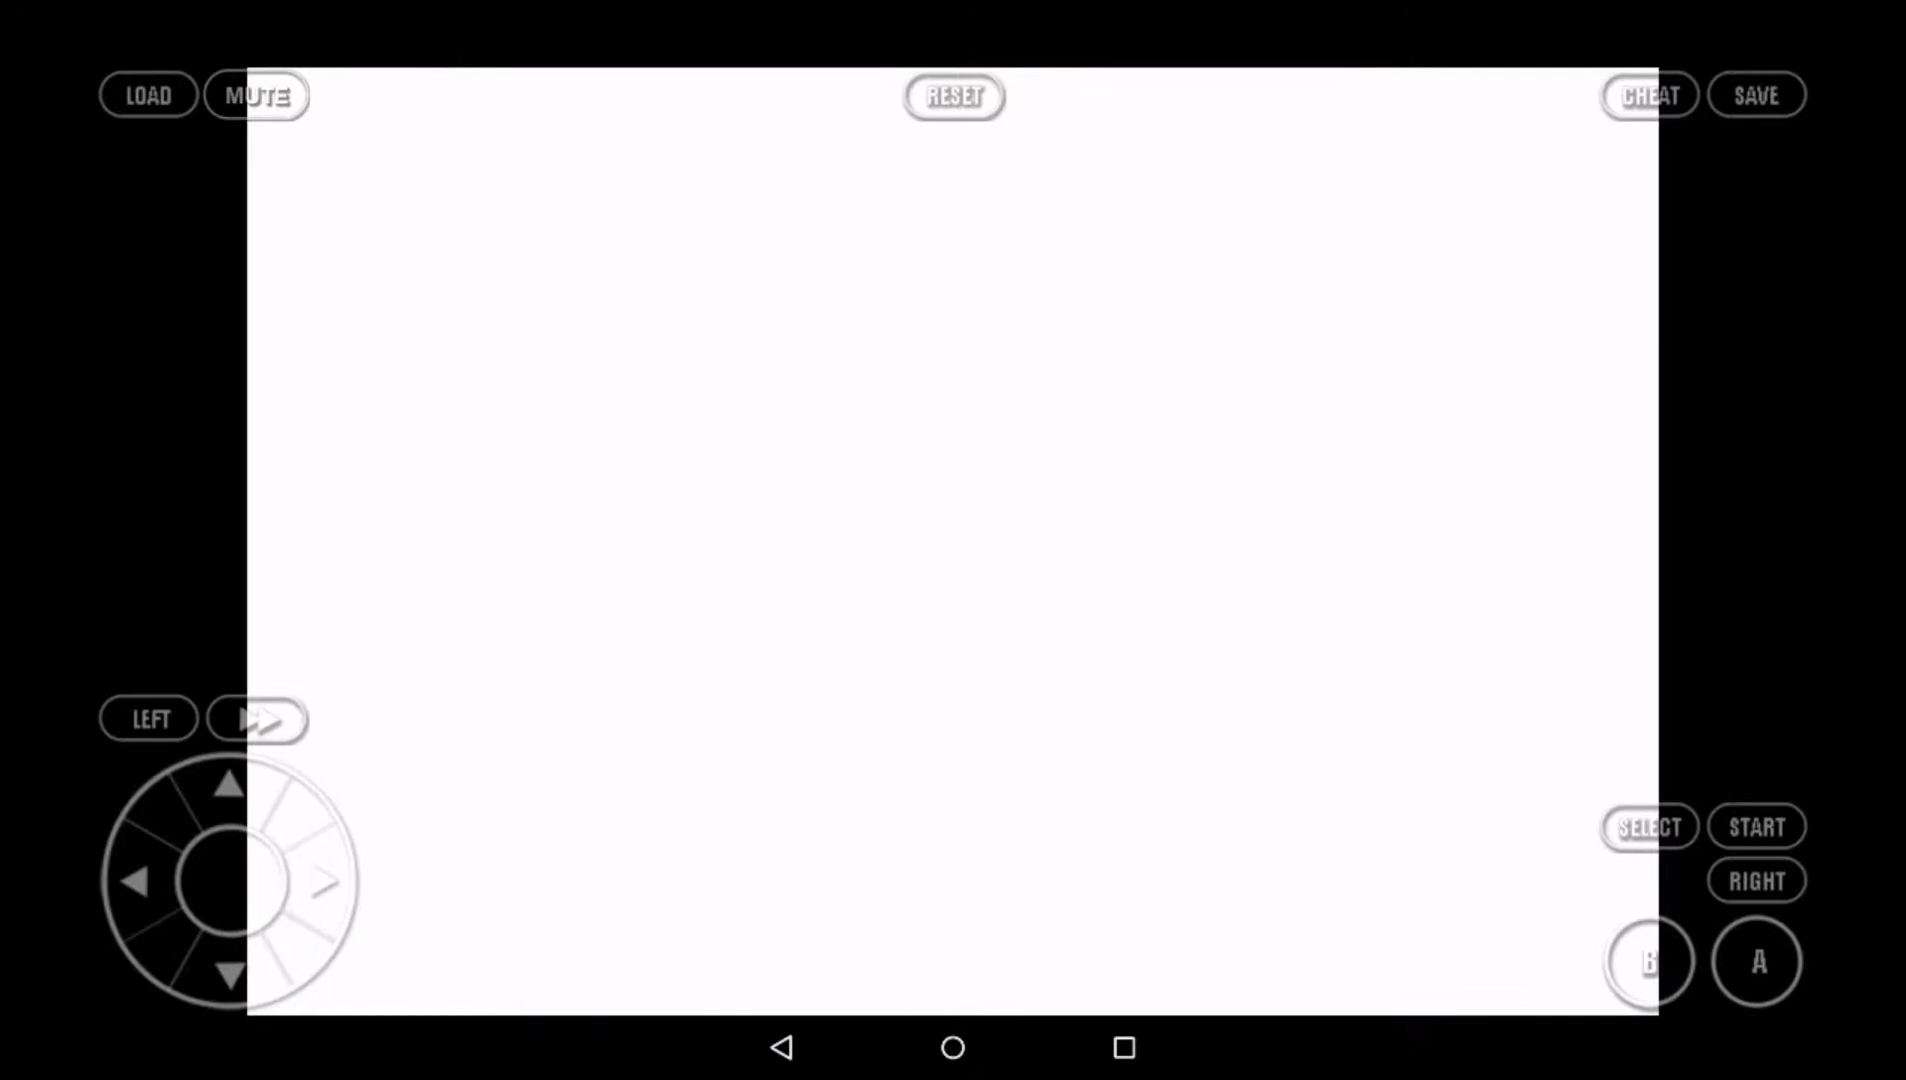 LOAD MUTE RESET CHEAT SAVE
LEFT
SELECT START
RIGHT
B A